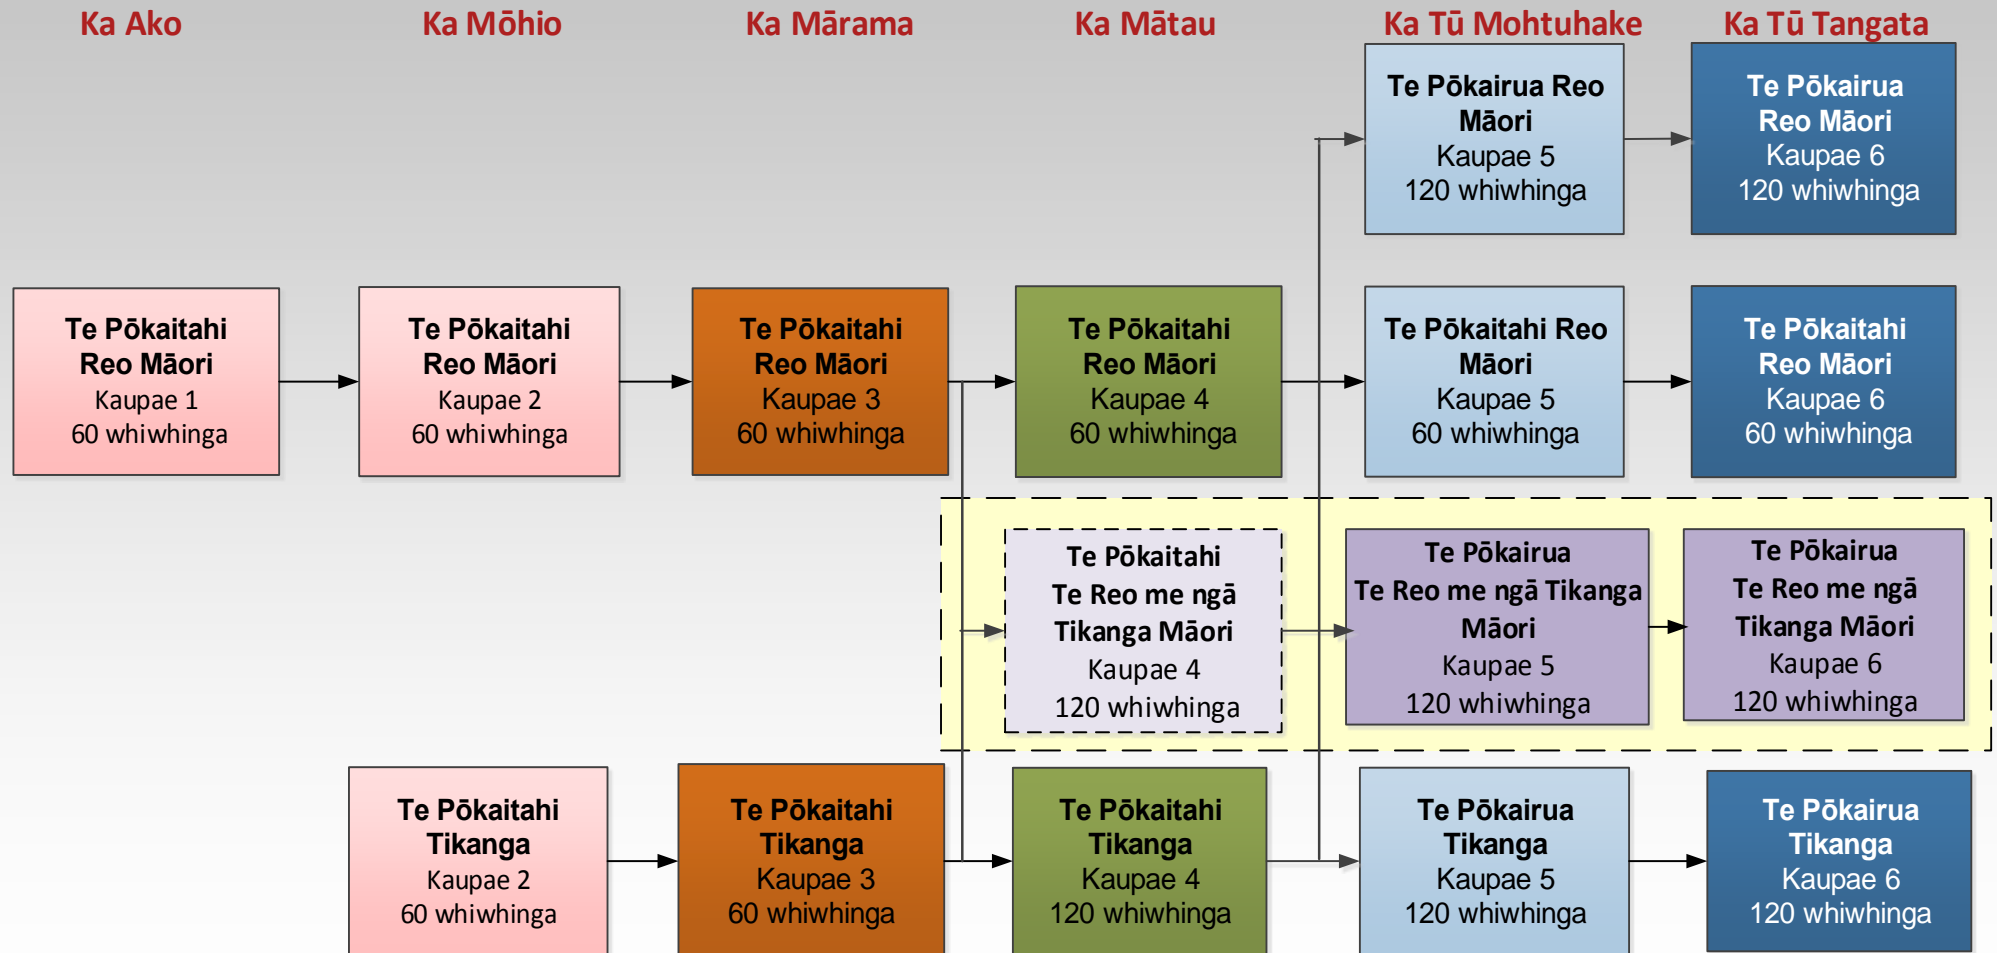 Ka Ako
Ka Mōhio
Ka Mārama
Ka Mātau
Ka Tū Mohtuhake
Ka Tū Tangata
Te Pōkairua Reo
Māori
Kaupae 5
120 whiwhinga
Te Pōkairua
Reo Māori
Kaupae 6
120 whiwhinga
Te Pōkaitahi
Reo Māori
Kaupae 1
60 whiwhinga
Te Pōkaitahi
Reo Māori
Kaupae 2
60 whiwhinga
Te Pōkaitahi
Reo Māori
Kaupae 3
60 whiwhinga
Te Pōkaitahi
Reo Māori
Kaupae 4
60 whiwhinga
Te Pōkaitahi Reo
Māori
Kaupae 5
60 whiwhinga
Te Pōkaitahi
Reo Māori
Kaupae 6
60 whiwhinga
Te Pōkaitahi
Te Reo me ngā
Tikanga Māori
Kaupae 4
120 whiwhinga
Te Pōkairua
Te Reo me ngā Tikanga
Māori
Kaupae 5
120 whiwhinga
Te Pōkairua
Te Reo me ngā
Tikanga Māori
Kaupae 6
120 whiwhinga
Te Pōkaitahi
Tikanga
Kaupae 2
60 whiwhinga
Te Pōkaitahi
Tikanga
Kaupae 3
60 whiwhinga
Te Pōkaitahi
Tikanga
Kaupae 4
120 whiwhinga
Te Pōkairua
Tikanga
Kaupae 5
120 whiwhinga
Te Pōkairua
Tikanga
Kaupae 6
120 whiwhinga